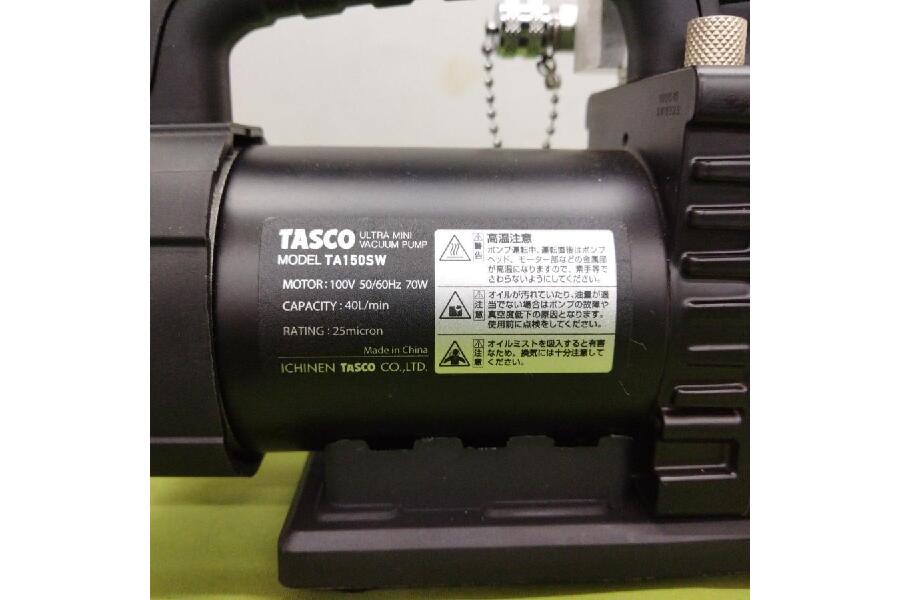 TASCO ULTRA MINI
VACUUM PUMP
MODEL TA150SW
MOTOR : 100V 50/60Hz 70W
CAPACITY : 40L/min
RATING : 25micron
Made in China
ICHINEN TASCO CO.,LTD.
警告
高温注意
ポンプ運転中、運転直後はポンプ
ヘッド、モーター部などの金属部
が高温になりますので、素手等で
さわらないようにしてください。
注意
オイルが汚れていたり、油量が適
当でない場合はポンプの故障や
真空度低下の原因となります。
使用前に点検をしてください。
注意
オイルミストを吸入すると有害
なため、換気には十分注意して
ください。